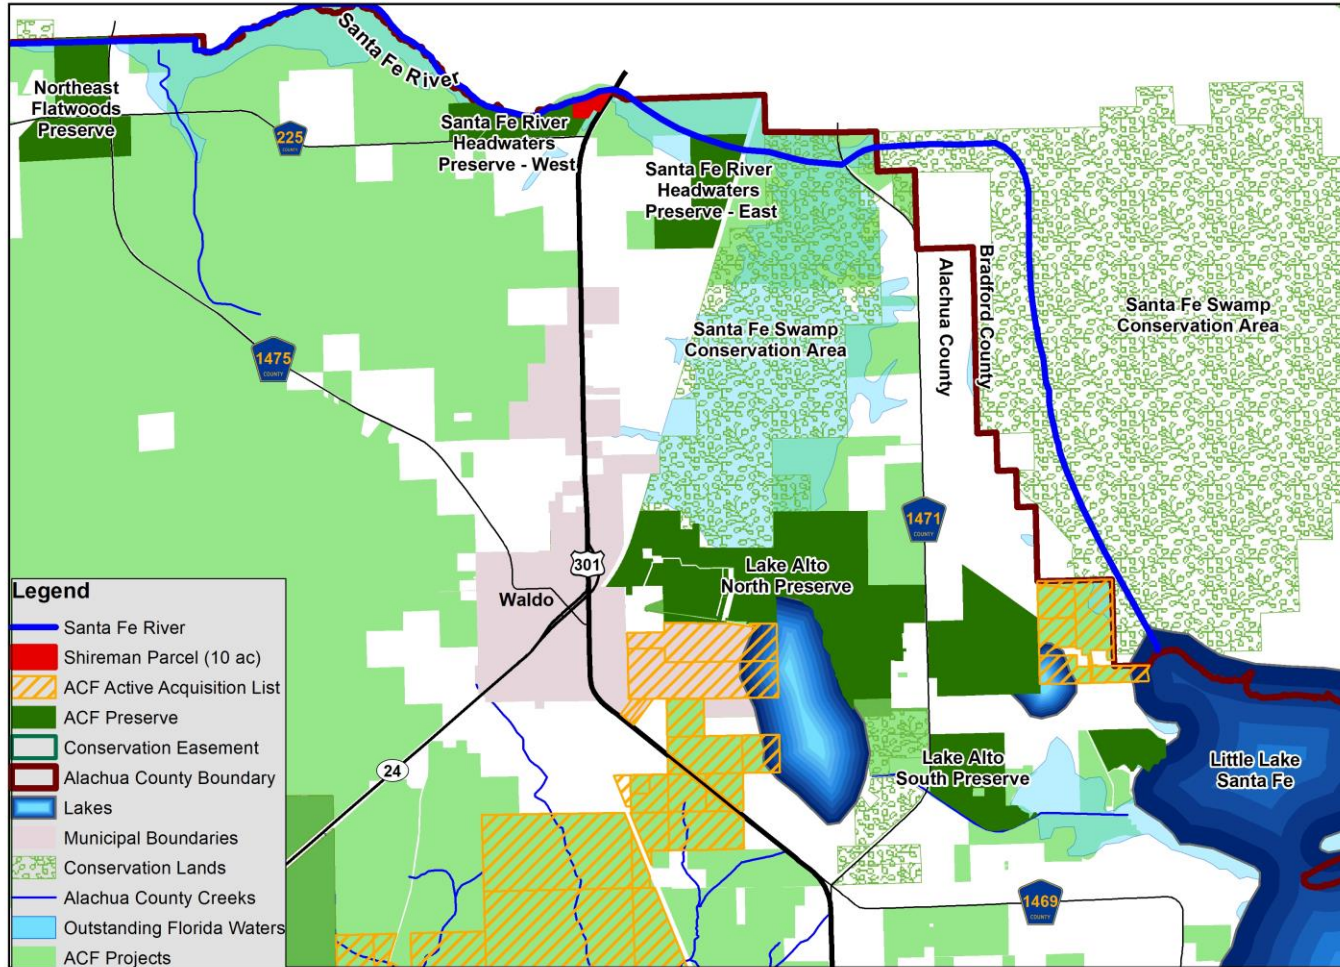 Santa Fe River
Northeast
Flatwoods
Preserve
225
COUNTY
Santa Fe River
Headwaters
Preserve - West
Santa Fe River
Headwaters
Preserve - East
Alachua County
Bradford County
Santa Fe Swamp
Conservation Area
Santa Fe Swamp
Conservation Area
1475
COUNTY
1471
COUNTY
301
Waldo
Lake Alto
North Preserve
24
Lake Alto
South Preserve
Little Lake
Santa Fe
1469
COUNTY
Legend
Santa Fe River
Shireman Parcel (10 ac)
ACF Active Acquisition List
ACF Preserve
Conservation Easement
Alachua County Boundary
Lakes
Municipal Boundaries
Conservation Lands
Alachua County Creeks
Outstanding Florida Waters
ACF Projects